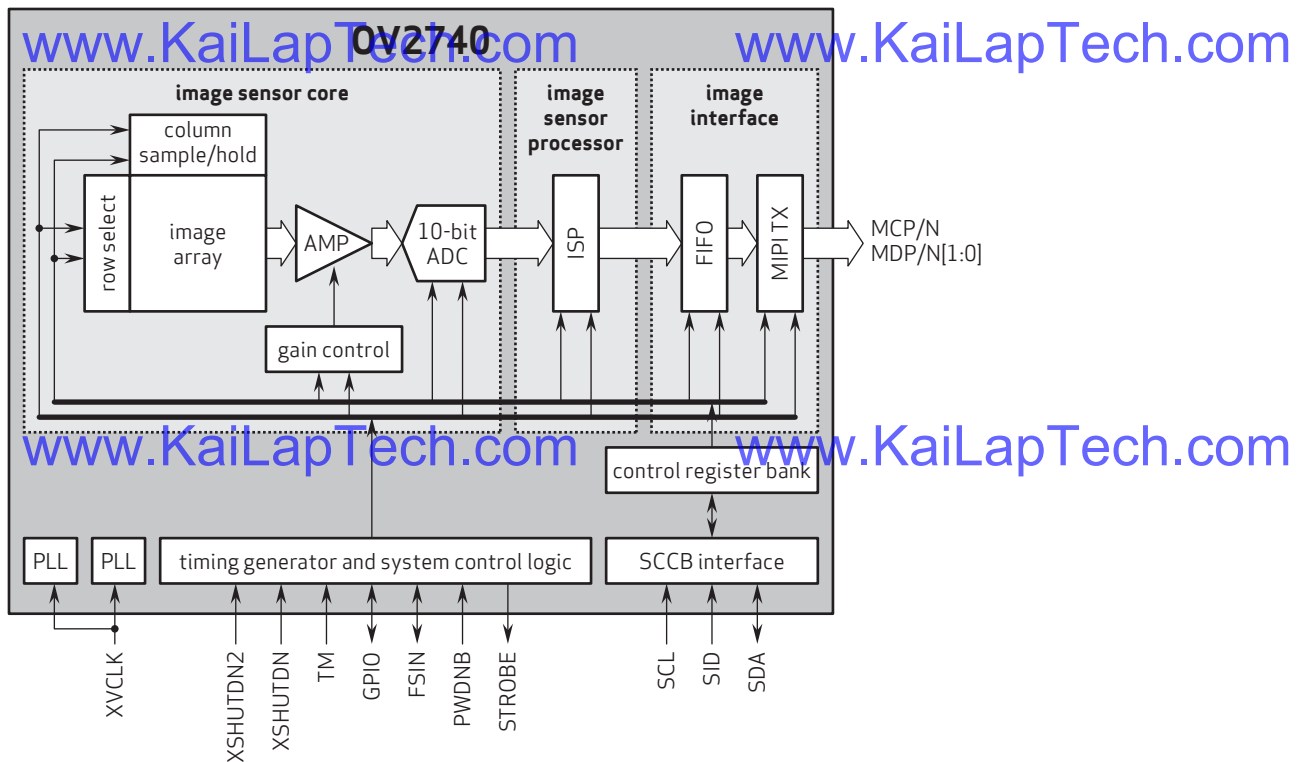 OV2740
www.KaiLapTech.com
www.KaiLapTech.com
image sensor core
image
sensor
processor
image
interface
column
sample/hold
row select
image
array
AMP
10-bit
ADC
ISP
FIFO
MIPI TX
MCP/N
MDP/N[1:0]
gain control
www.KaiLapTech.com
www.KaiLapTech.com
control register bank
PLL
PLL
timing generator and system control logic
SCCB interface
XVCLK
XSHUTDN2
XSHUTDN
TM
GPIO
FSIN
PWDNB
STROBE
SCL
SID
SDA